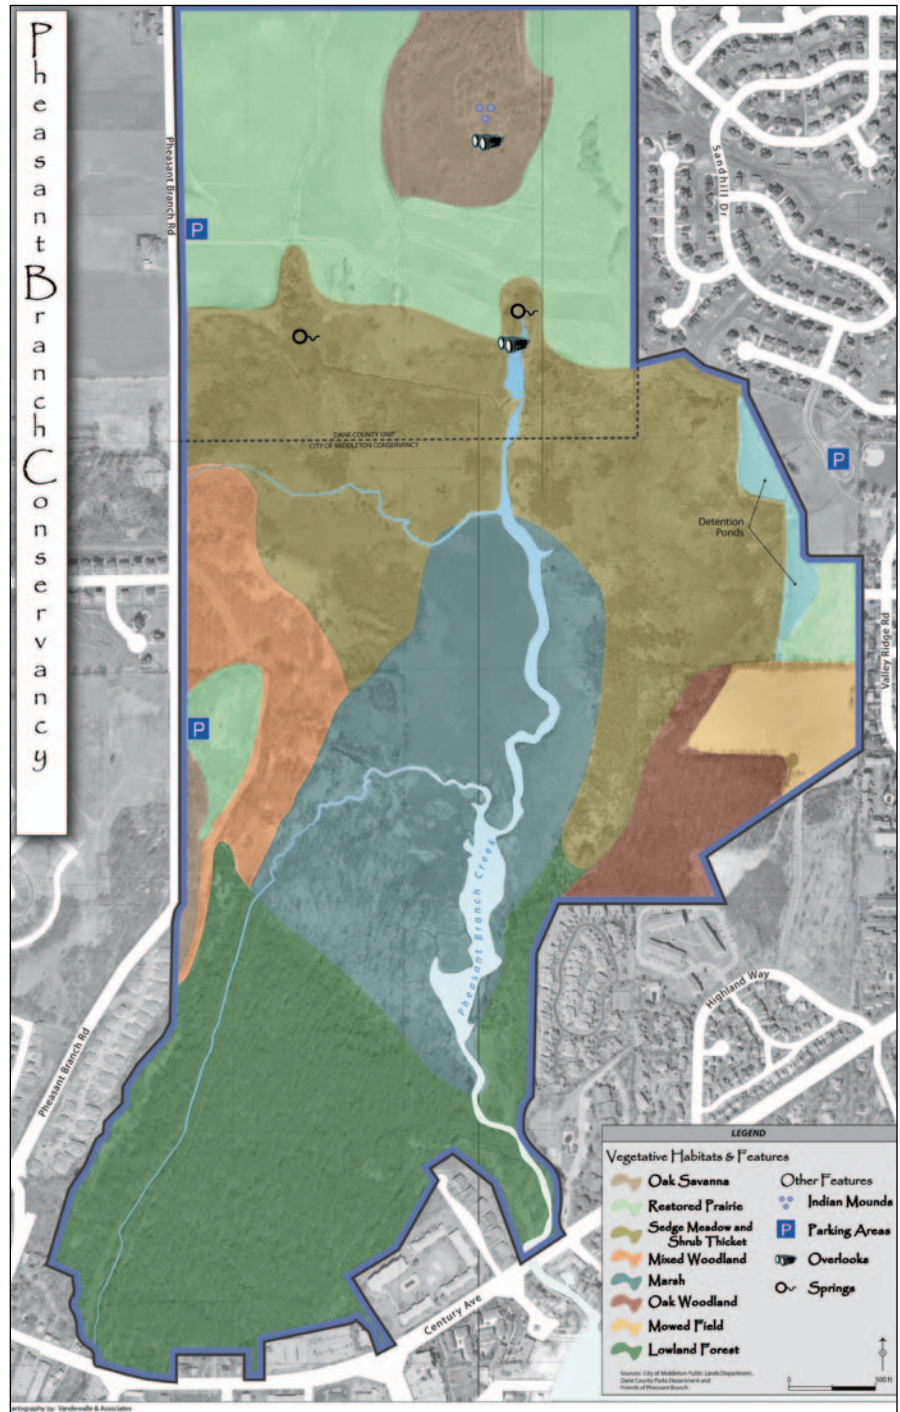 Pheasant Branch Conservancy
Pheasant Branch Rd
Sandhill Dr
P
DANE COUNTY UNIT
CITY OF MIDDLETON CONSERVANCY
P
Detention
Ponds
Valley Ridge Rd
P
Pheasant Branch Creek
Highland Way
Pheasant Branch Rd
Century Ave
LEGEND
Vegetative Habitats & Features
Oak Savanna
Restored Prairie
Sedge Meadow and
Shrub Thicket
Mixed Woodland
Marsh
Oak Woodland
Mowed Field
Lowland Forest
Other Features
Indian Mounds
P Parking Areas
Overlooks
Springs
Sources: City of Middleton Public Lands Department,
Dane County Parks Department and
Friends of Pheasant Branch
0 500 ft
artography by: Vandewalle & Associates